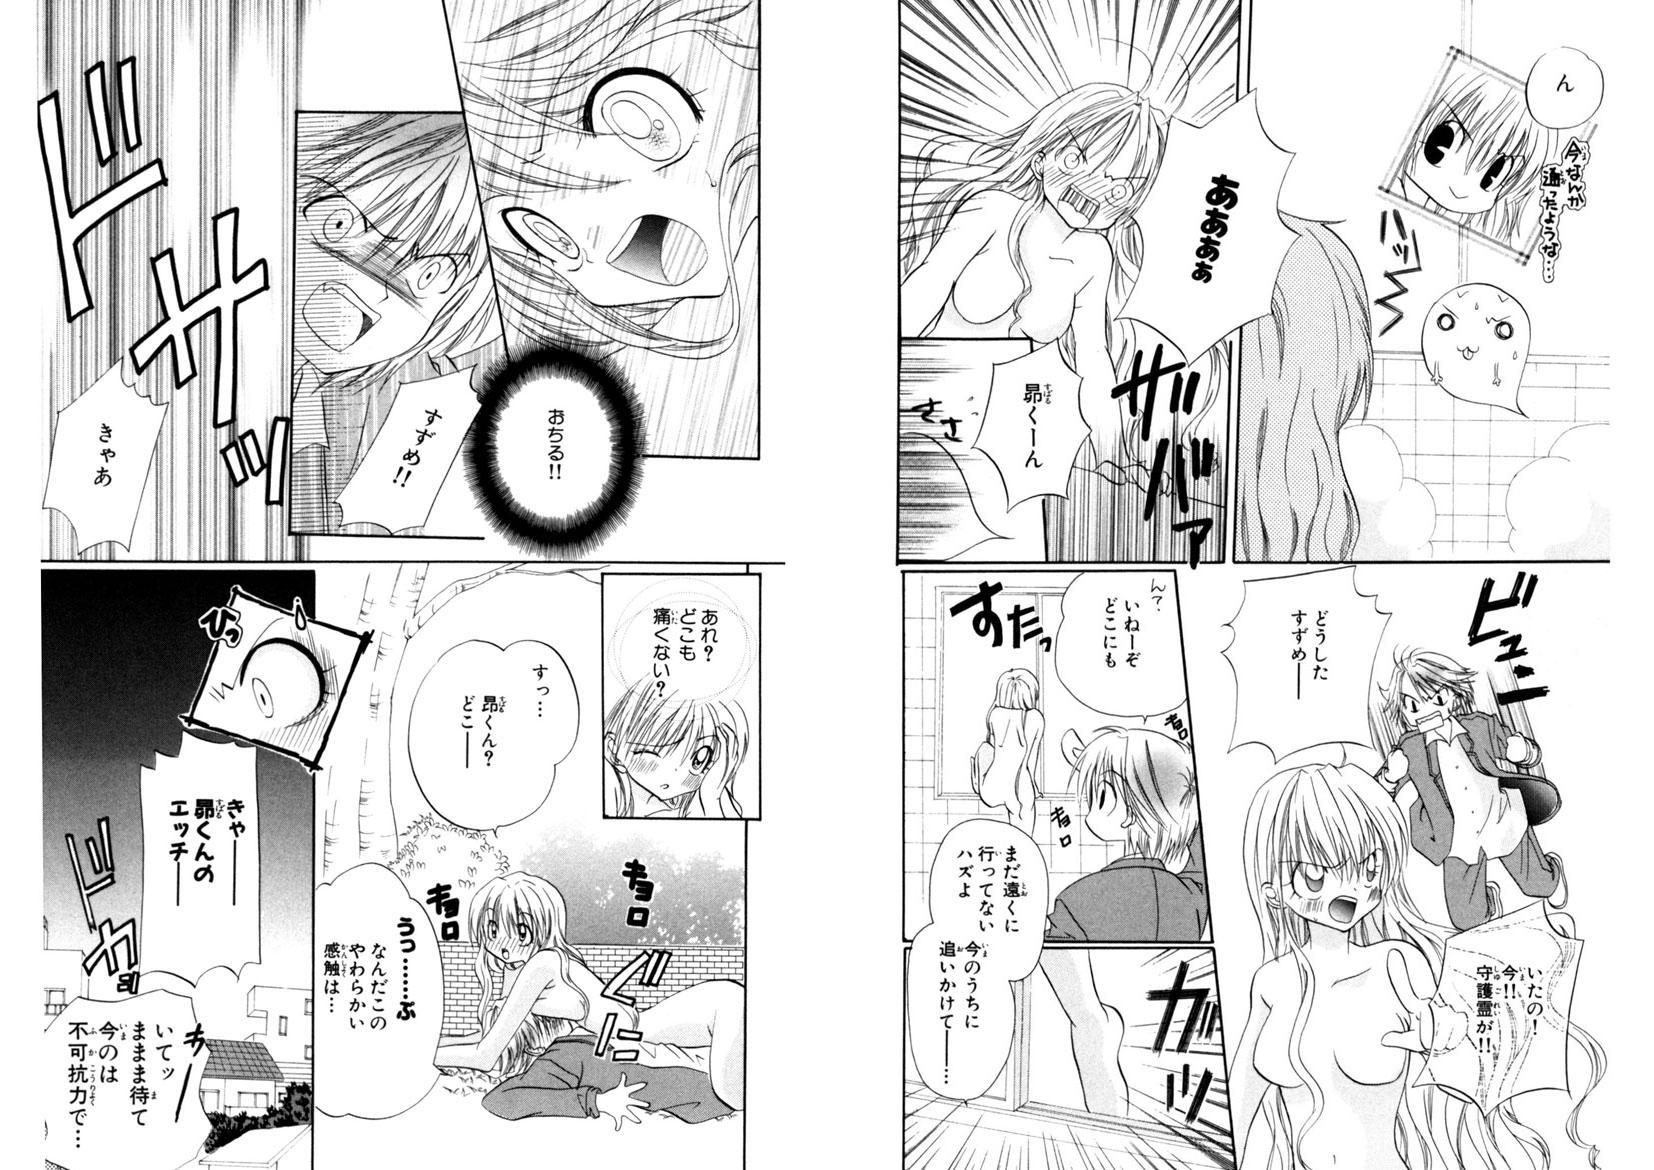 ん
今なんか
通ったような…
ハッ
ああぁぁ
ザバァ
昴くーん
ささ
ビュン
どうした
すずめ――
いたの!
今!!
守護霊が!!
ん?
いねーぞ
どこにも
すたっ
キョロ
キョロ
まだ遠くに
行ってない
ハズよ
今のうちに
追いかけて――
ガッ
おちる!!
すずめ!!
ドサッ
きゃあ
あれ?
どこも
痛くない?
すっ…
昴くん?
どこ――
キョロ
キョロ
ぐに
うっ……ぷ
なんだこの
やわらかい
感触は…
ひっ
きゃ――
昴くんの
エッチ――
ドカ
いてッ
ままま待て
今のは
不可抗力で…